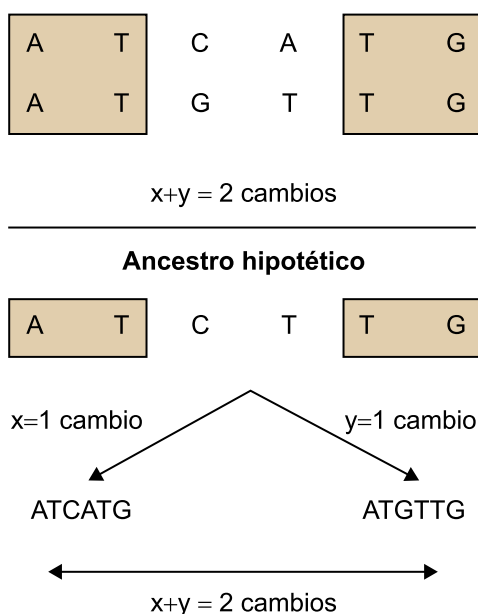 A T C A T G
A T G T T G
x+y = 2 cambios
Ancestro hipotético
A T C T T G
x=1 cambio y=1 cambio
ATCATG ATGTTG
x+y = 2 cambios